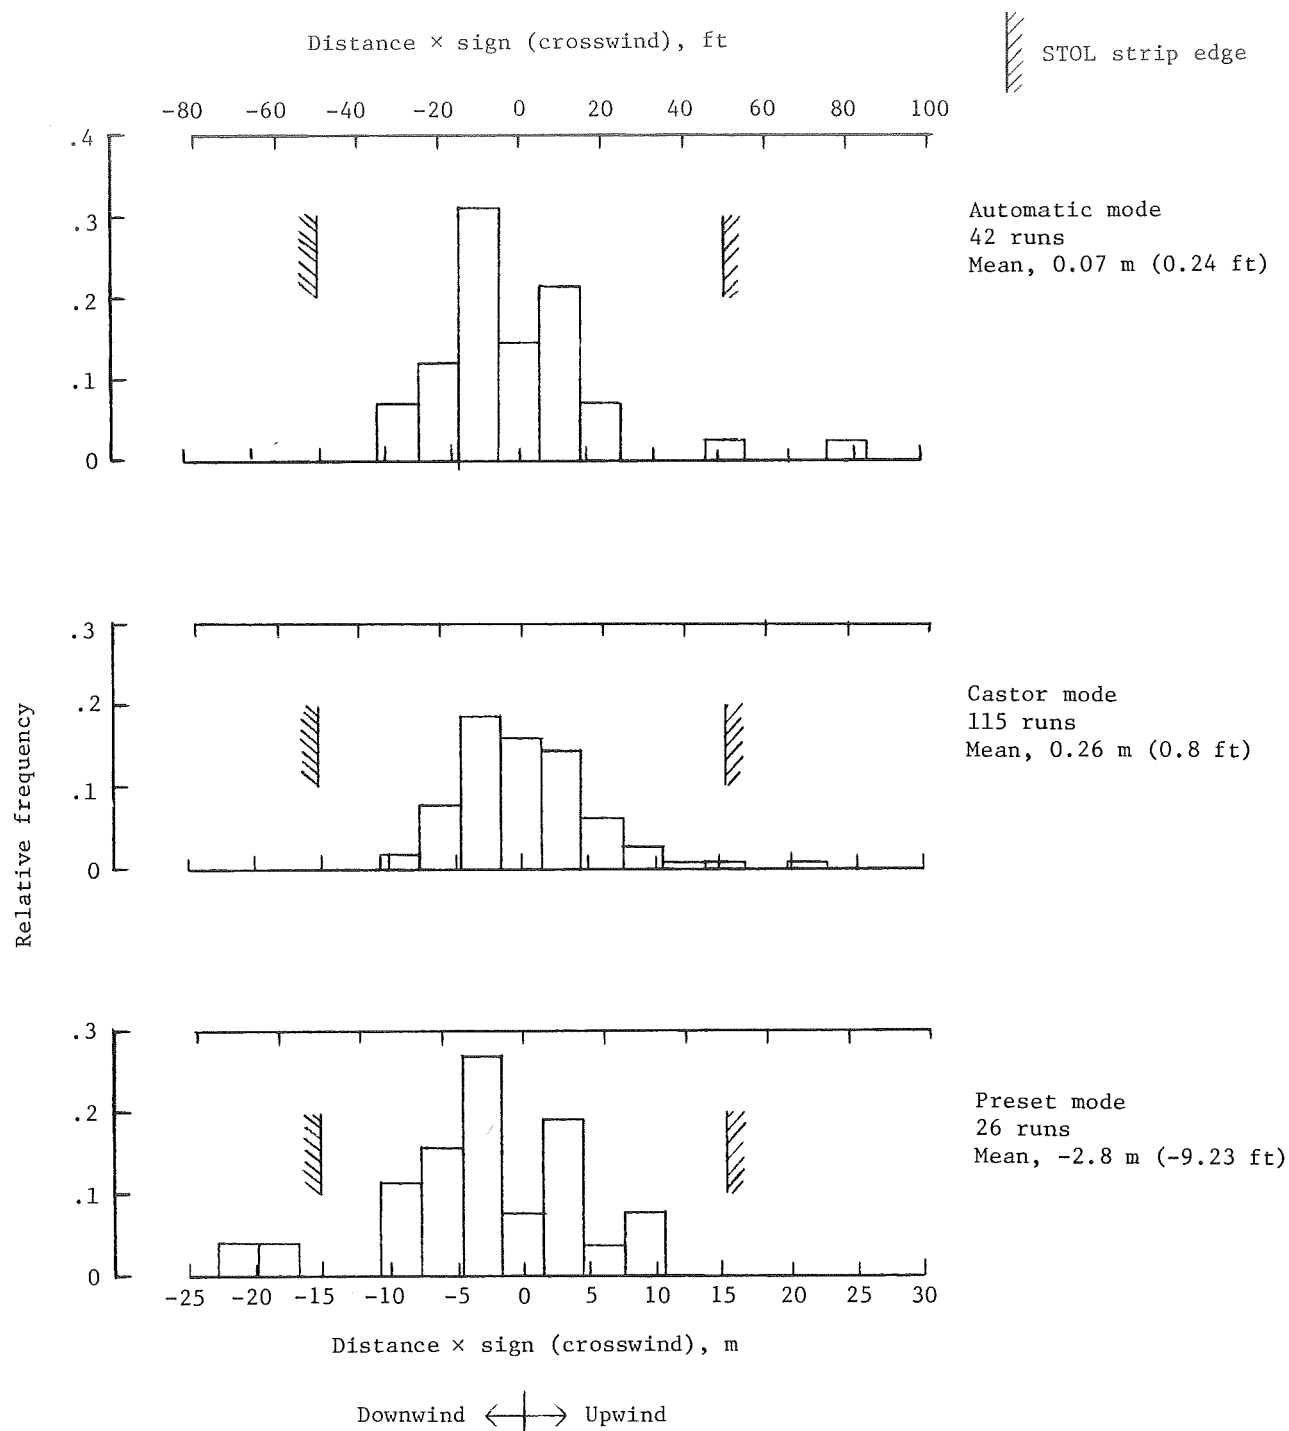 Distance × sign (crosswind), ft
STOL strip edge
-80 -60 -40 -20 0 20 40 60 80 100
.4
.3
.2
.1
0
Automatic mode
42 runs
Mean, 0.07 m (0.24 ft)
Relative frequency
.3
.2
.1
0
Castor mode
115 runs
Mean, 0.26 m (0.8 ft)
.3
.2
.1
0
Preset mode
26 runs
Mean, -2.8 m (-9.23 ft)
-25 -20 -15 -10 -5 0 5 10 15 20 25 30
Distance × sign (crosswind), m
Downwind Upwind